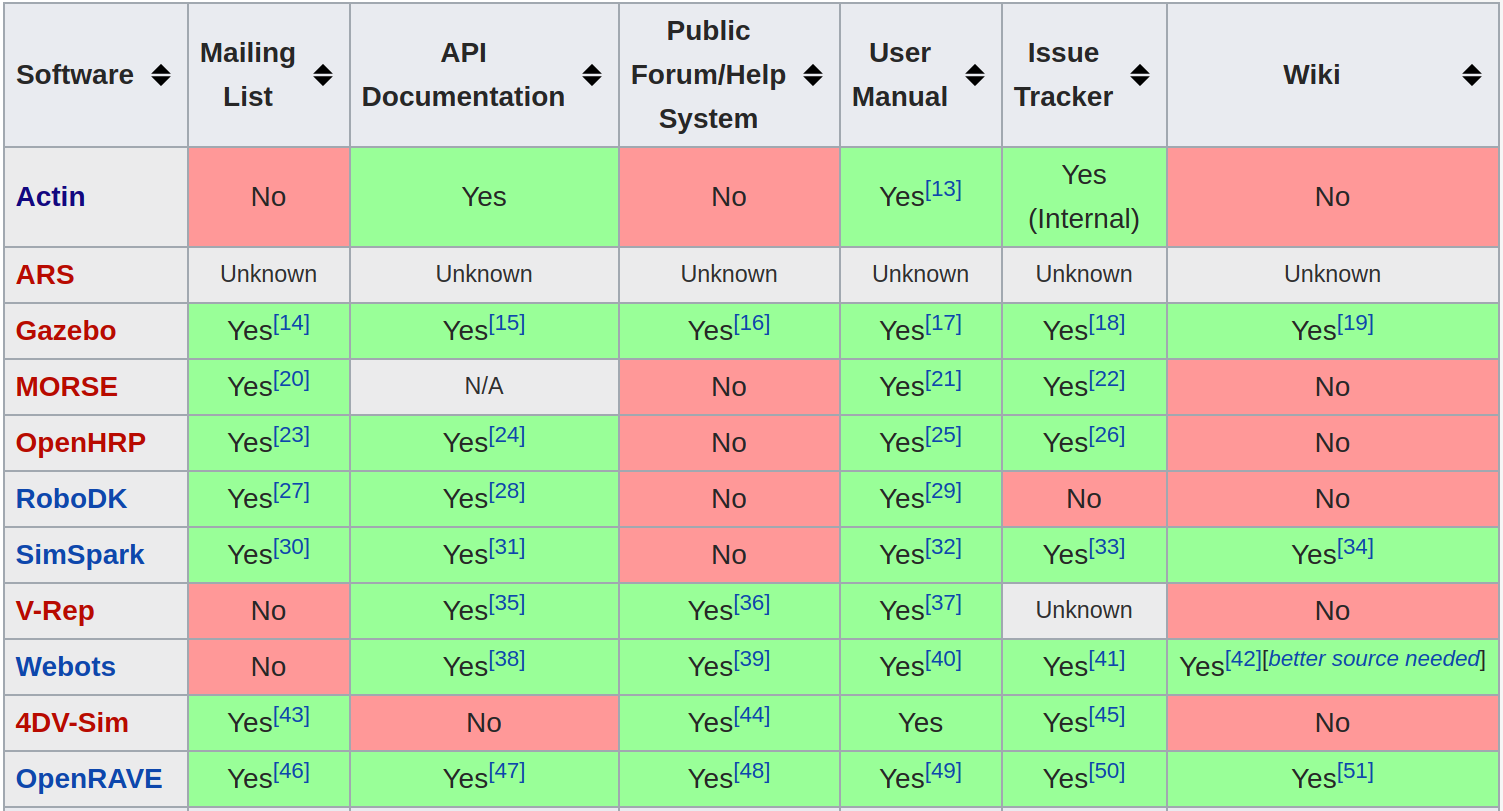 Software Mailing List API Documentation Public Forum/Help System User Manual Issue Tracker Wiki
Actin No Yes No Yes[13] Yes (Internal) No
ARS Unknown Unknown Unknown Unknown Unknown Unknown
Gazebo Yes[14] Yes[15] Yes[16] Yes[17] Yes[18] Yes[19]
MORSE Yes[20] N/A No Yes[21] Yes[22] No
OpenHRP Yes[23] Yes[24] No Yes[25] Yes[26] No
RoboDK Yes[27] Yes[28] No Yes[29] No No
SimSpark Yes[30] Yes[31] No Yes[32] Yes[33] Yes[34]
V-Rep No Yes[35] Yes[36] Yes[37] Unknown No
Webots No Yes[38] Yes[39] Yes[40] Yes[41] Yes[42][better source needed]
4DV-Sim Yes[43] No Yes[44] Yes Yes[45] No
OpenRAVE Yes[46] Yes[47] Yes[48] Yes[49] Yes[50] Yes[51]